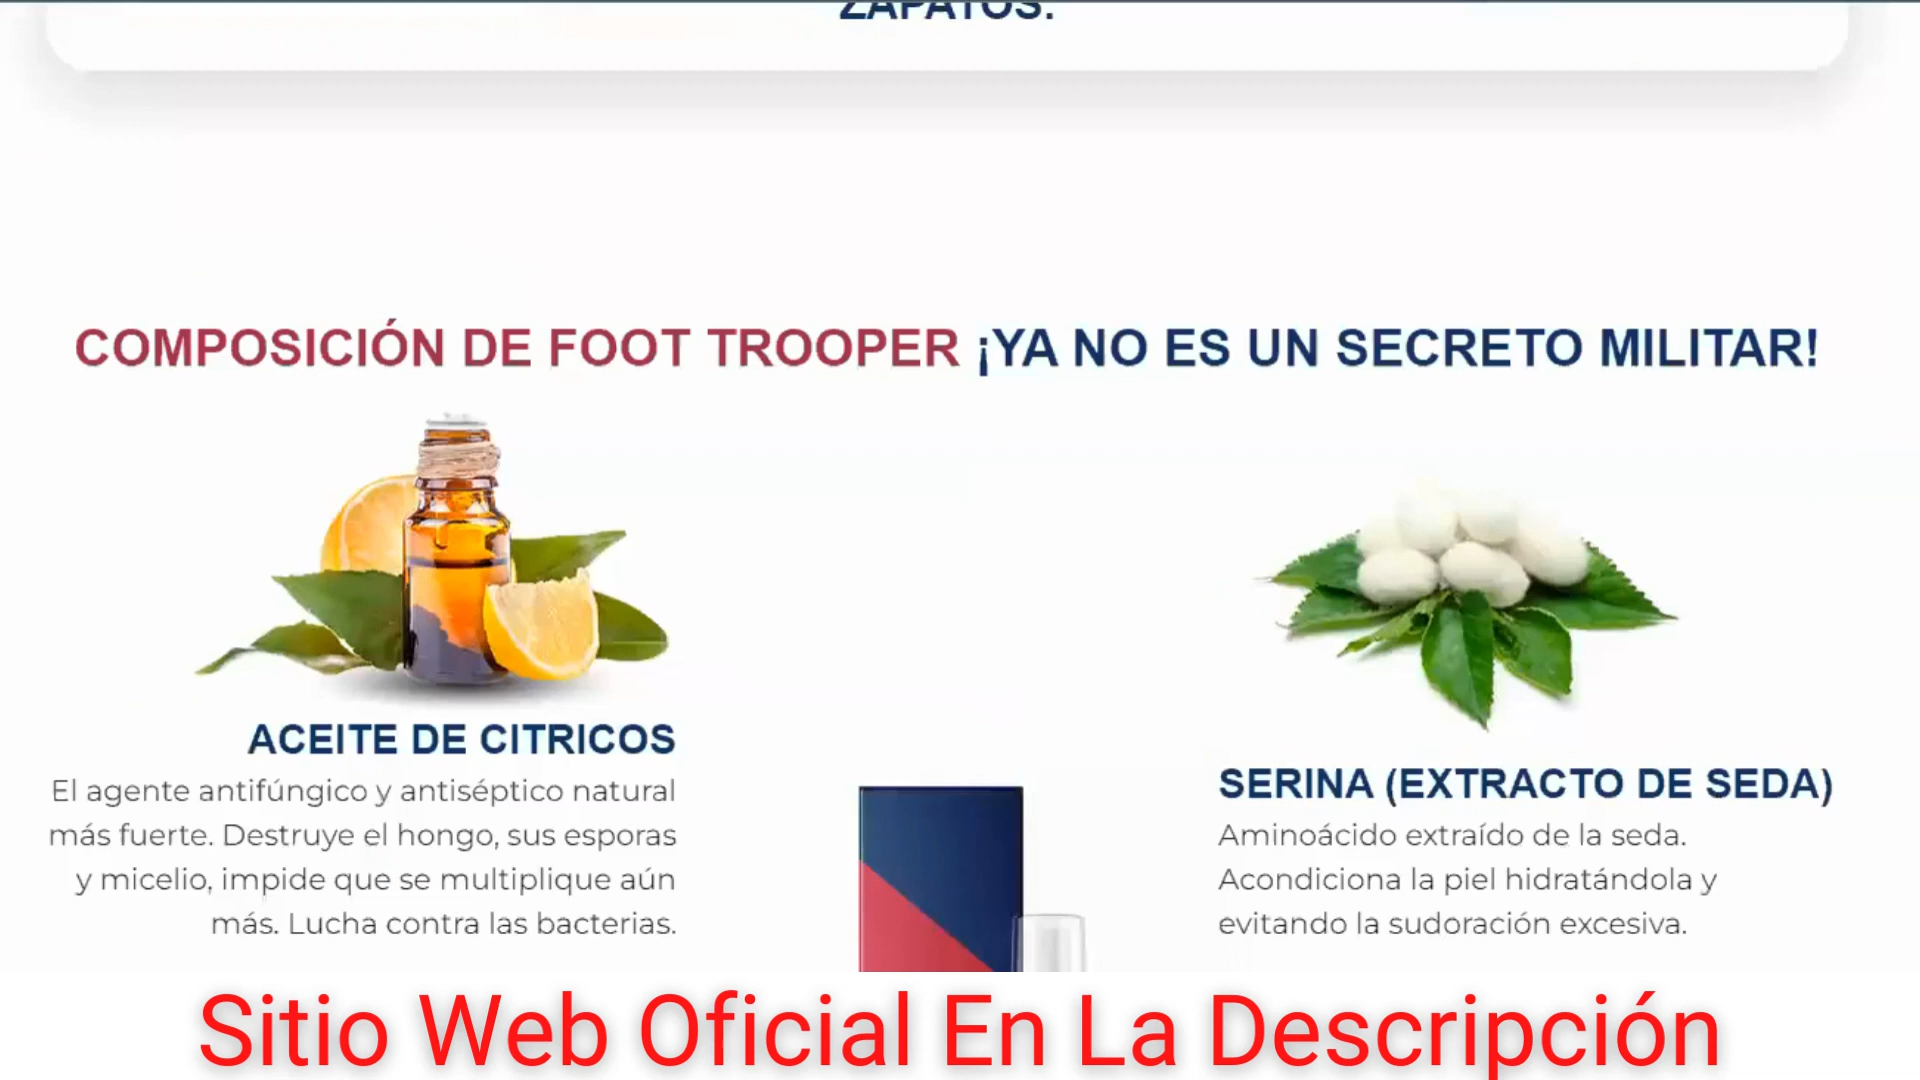 ZAPATOS.
COMPOSICIÓN DE FOOT TROOPER ¡YA NO ES UN SECRETO MILITAR!
ACEITE DE CITRICOS
El agente antifúngico y antiséptico natural
más fuerte. Destruye el hongo, sus esporas
y micelio, impide que se multiplique aún
más. Lucha contra las bacterias.
SERINA (EXTRACTO DE SEDA)
Aminoácido extraído de la seda.
Acondiciona la piel hidratándola y
evitando la sudoración excesiva.
Sitio Web Oficial En La Descripción